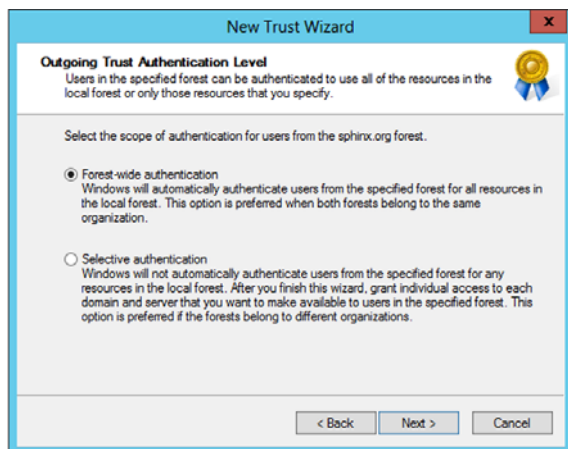 New Trust Wizard
x
Outgoing Trust Authentication Level
Users in the specified forest can be authenticated to use all of the resources in the
local forest or only those resources that you specify.
Select the scope of authentication for users from the sphinx.org forest.
Forest-wide authentication
Windows will automatically authenticate users from the specified forest for all resources in
the local forest. This option is preferred when both forests belong to the same
organization.
Selective authentication
Windows will not automatically authenticate users from the specified forest for any
resources in the local forest. After you finish this wizard, grant individual access to each
domain and server that you want to make available to users in the specified forest. This
option is preferred if the forests belong to different organizations.
< Back Next > Cancel